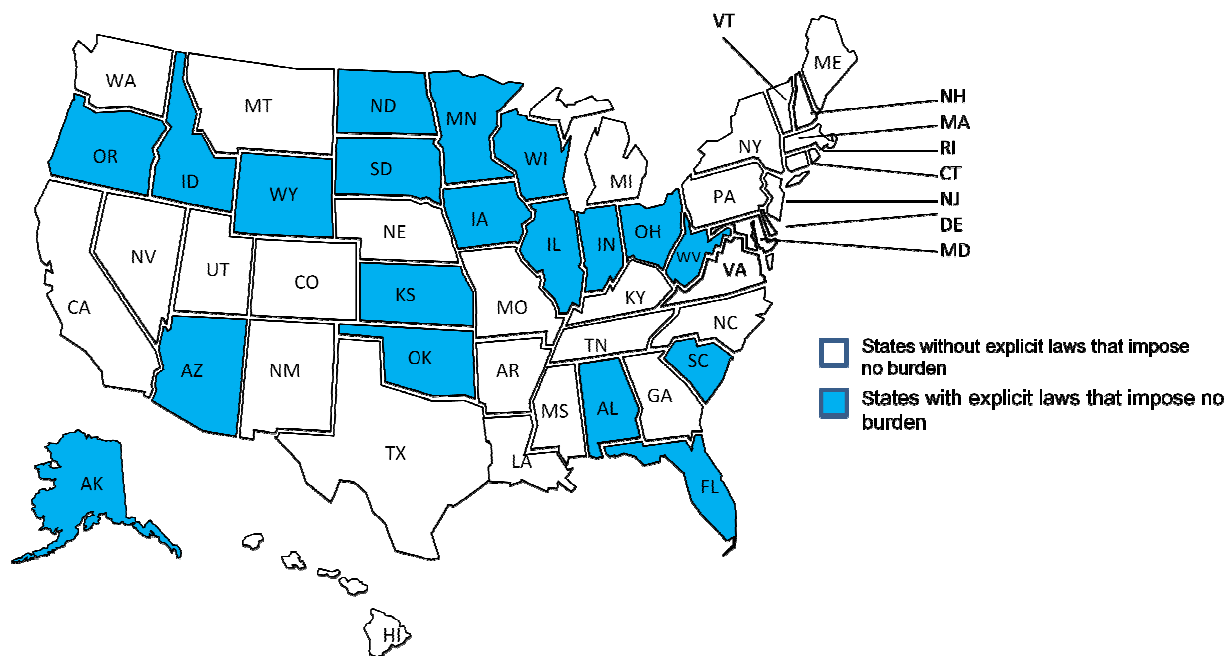 VT
ME
WA
MT
ND
MN
NH
MA
OR
ID
WY
SD
WI
MI
NY
RI
CT
PA
NJ
IA
NE
DE
MD
NV
UT
CO
IL
IN
OH
WV
VA
CA
KS
MO
KY
NC
TN
AZ
NM
OK
AR
SC
MS
AL
GA
TX
LA
FL
AK
HI
States without explicit laws that impose
no burden
States with explicit laws that impose no
burden